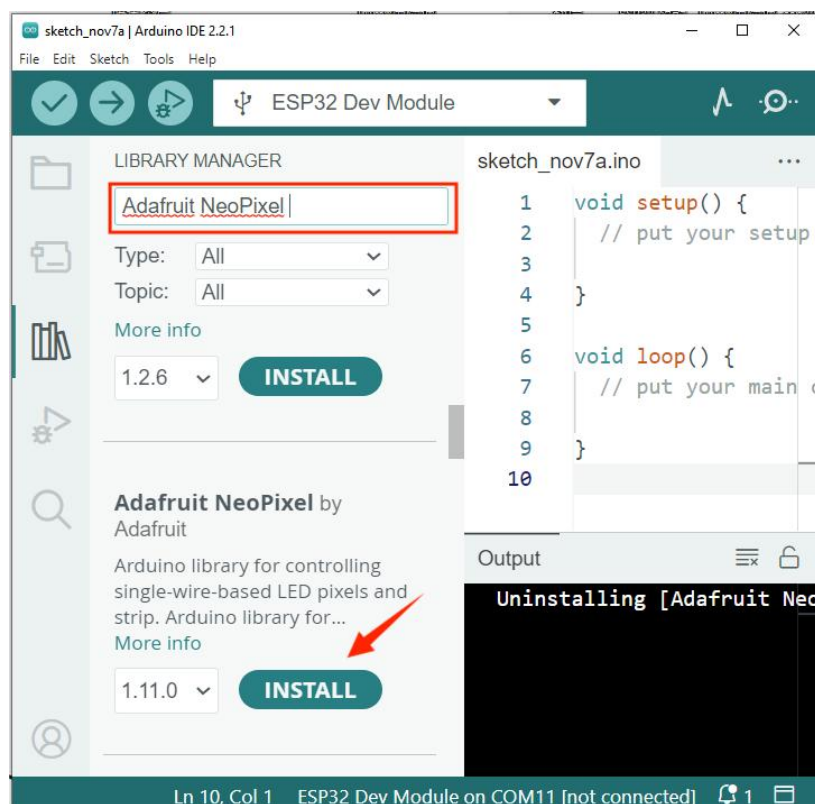 sketch_nov7a | Arduino IDE 2.2.1
File Edit Sketch Tools Help
ESP32 Dev Module
LIBRARY MANAGER
Adafruit NeoPixel
Type: All
Topic: All
More info
1.2.6 INSTALL
Adafruit NeoPixel by
Adafruit
Arduino library for controlling
single-wire-based LED pixels and
strip. Arduino library for...
More info
1.11.0 INSTALL
sketch_nov7a.ino ...
1 void setup() {
2 // put your setup
3
4 }
5
6 void loop() {
7 // put your main
8
9 }
10
Output
Uninstalling [Adafruit Neo
Ln 10, Col 1 ESP32 Dev Module on COM11 [not connected] 1